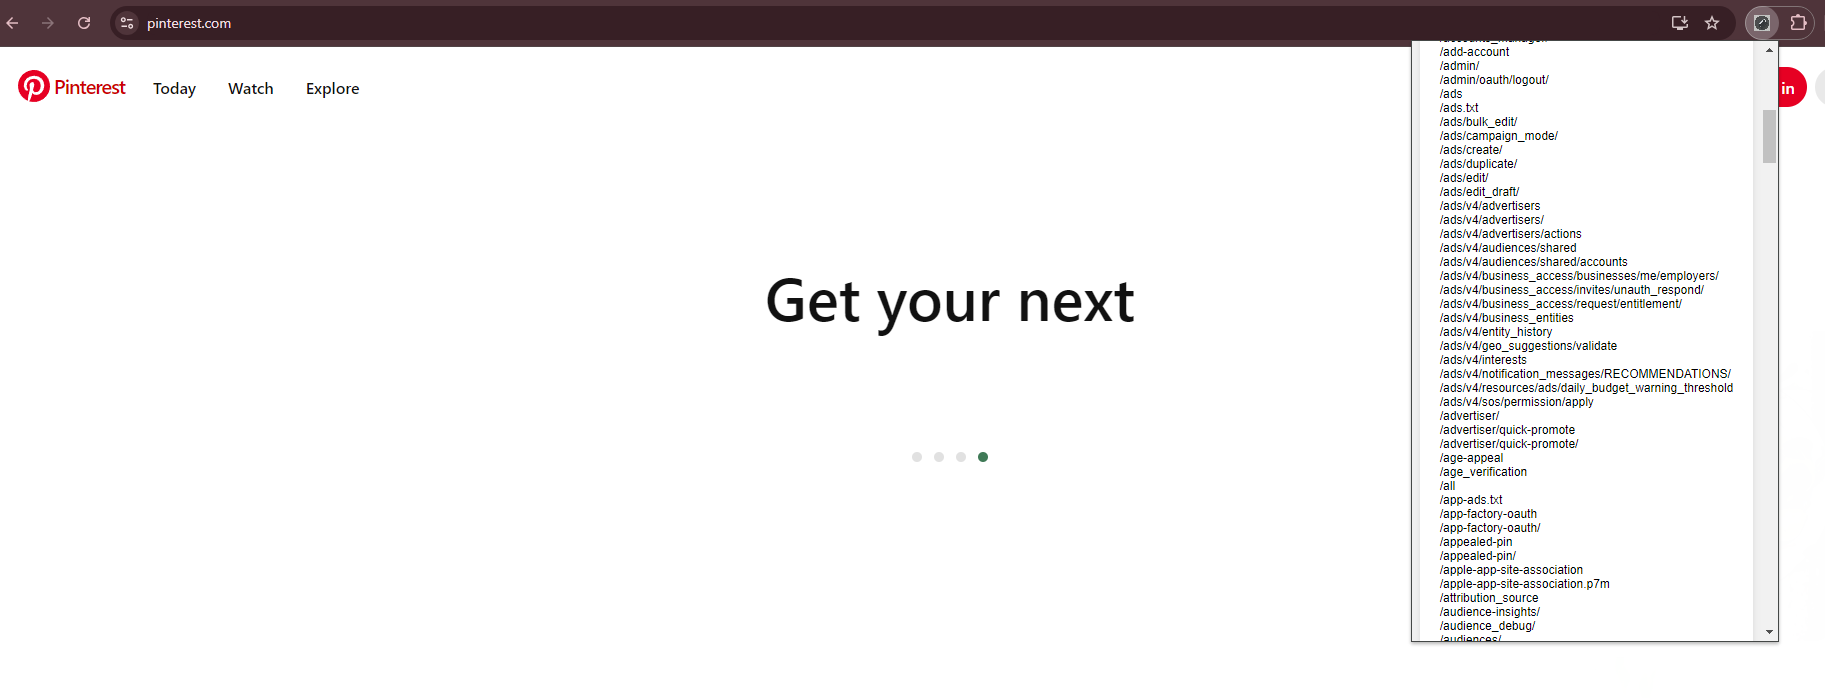 pinterest.com
Pinterest Today Watch Explore
in
Get your next
/add-account
/admin/
/admin/oauth/logout/
/ads
/ads.txt
/ads/bulk_edit/
/ads/campaign_mode/
/ads/create/
/ads/duplicate/
/ads/edit/
/ads/edit_draft/
/ads/v4/advertisers
/ads/v4/advertisers/
/ads/v4/advertisers/actions
/ads/v4/audiences/shared
/ads/v4/audiences/shared/accounts
/ads/v4/business_access/businesses/me/employers/
/ads/v4/business_access/invites/unauth_respond/
/ads/v4/business_access/request/entitlement/
/ads/v4/business_entities
/ads/v4/entity_history
/ads/v4/geo_suggestions/validate
/ads/v4/interests
/ads/v4/notification_messages/RECOMMENDATIONS/
/ads/v4/resources/ads/daily_budget_warning_threshold
/ads/v4/sos/permission/apply
/advertiser/
/advertiser/quick-promote
/advertiser/quick-promote/
/age-appeal
/age_verification
/all
/app-ads.txt
/app-factory-oauth
/app-factory-oauth/
/appealed-pin
/appealed-pin/
/apple-app-site-association
/apple-app-site-association.p7m
/attribution_source
/audience-insights/
/audience_debug/
/audiences/